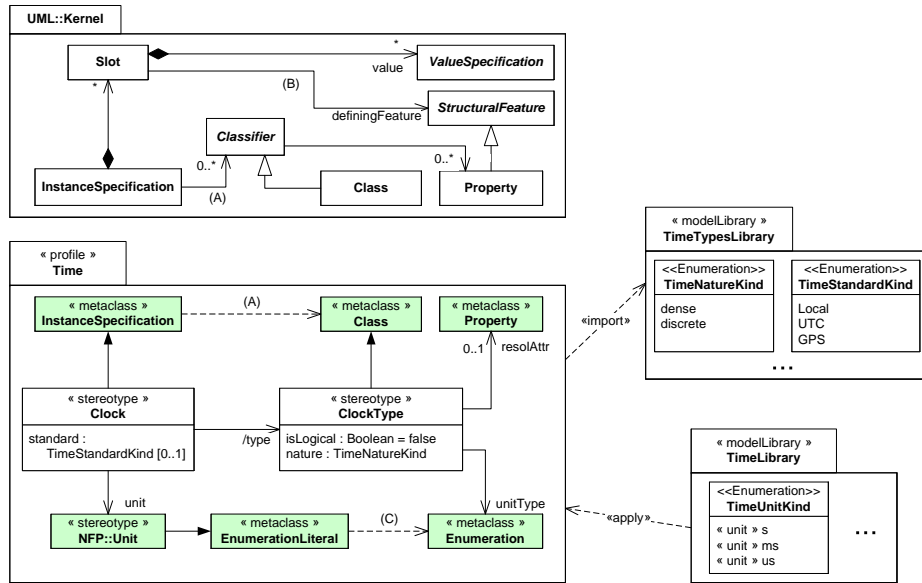 UML::Kernel
Slot
*
value
ValueSpecification
(B)
*
definingFeature
StructuralFeature
Classifier
0..*
0..*
InstanceSpecification
(A)
Class
Property
« profile »
Time
« metaclass »
InstanceSpecification
(A)
« metaclass »
Class
« metaclass »
Property
0..1
resolAttr
« stereotype »
Clock
standard :
TimeStandardKind [0..1]
/type
« stereotype »
ClockType
isLogical : Boolean = false
nature : TimeNatureKind
unit
unitType
« stereotype »
NFP::Unit
« metaclass »
EnumerationLiteral
(C)
« metaclass »
Enumeration
«import»
« modelLibrary »
TimeTypesLibrary
<<Enumeration>>
TimeNatureKind
dense
discrete
<<Enumeration>>
TimeStandardKind
Local
UTC
GPS
...
«apply»
« modelLibrary »
TimeLibrary
<<Enumeration>>
TimeUnitKind
« unit » s
« unit » ms
« unit » us
...